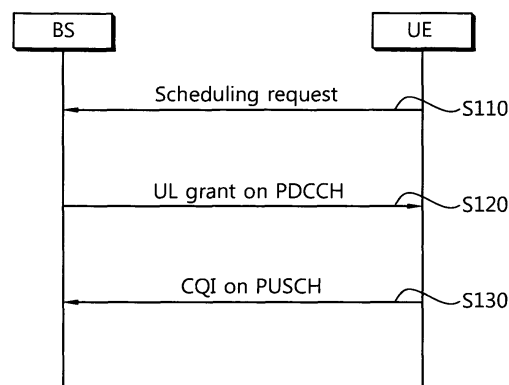 BS
UE
Scheduling request
S110
UL grant on PDCCH
S120
CQI on PUSCH
S130